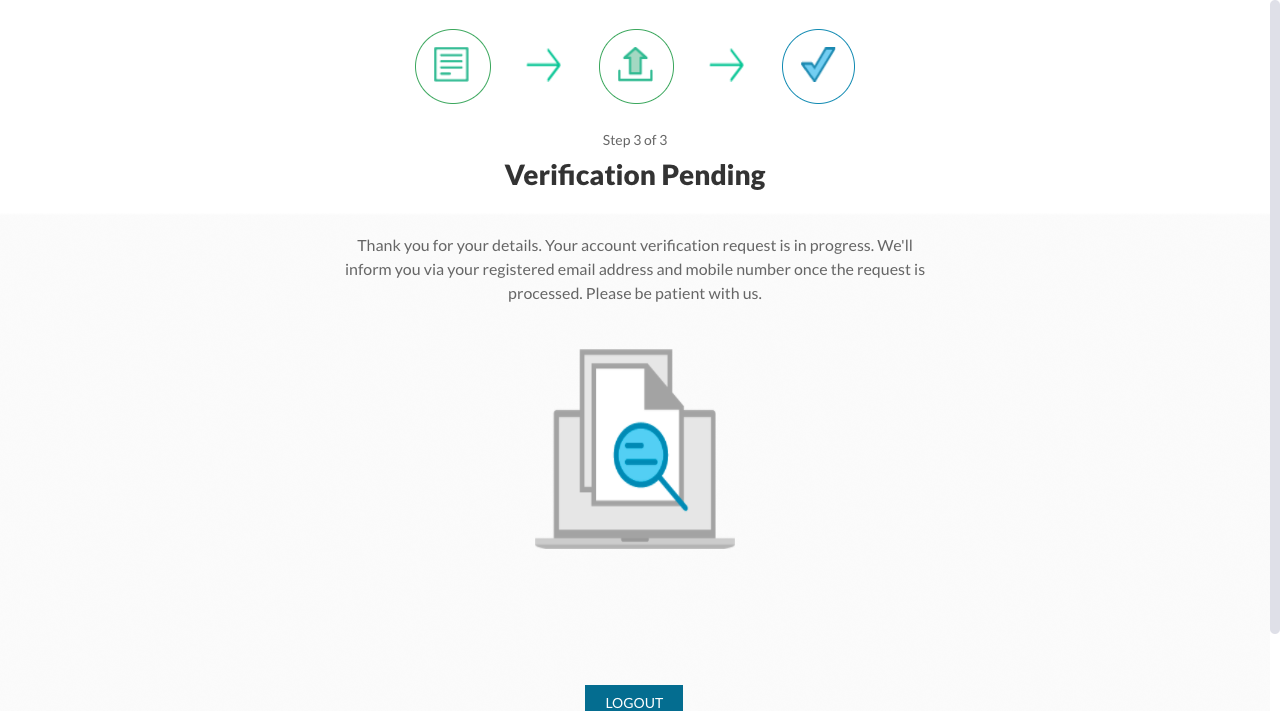 Step 3 of 3
Verification Pending
Thank you for your details. Your account verification request is in progress. We'll
inform you via your registered email address and mobile number once the request is
processed. Please be patient with us.
LOGOUT